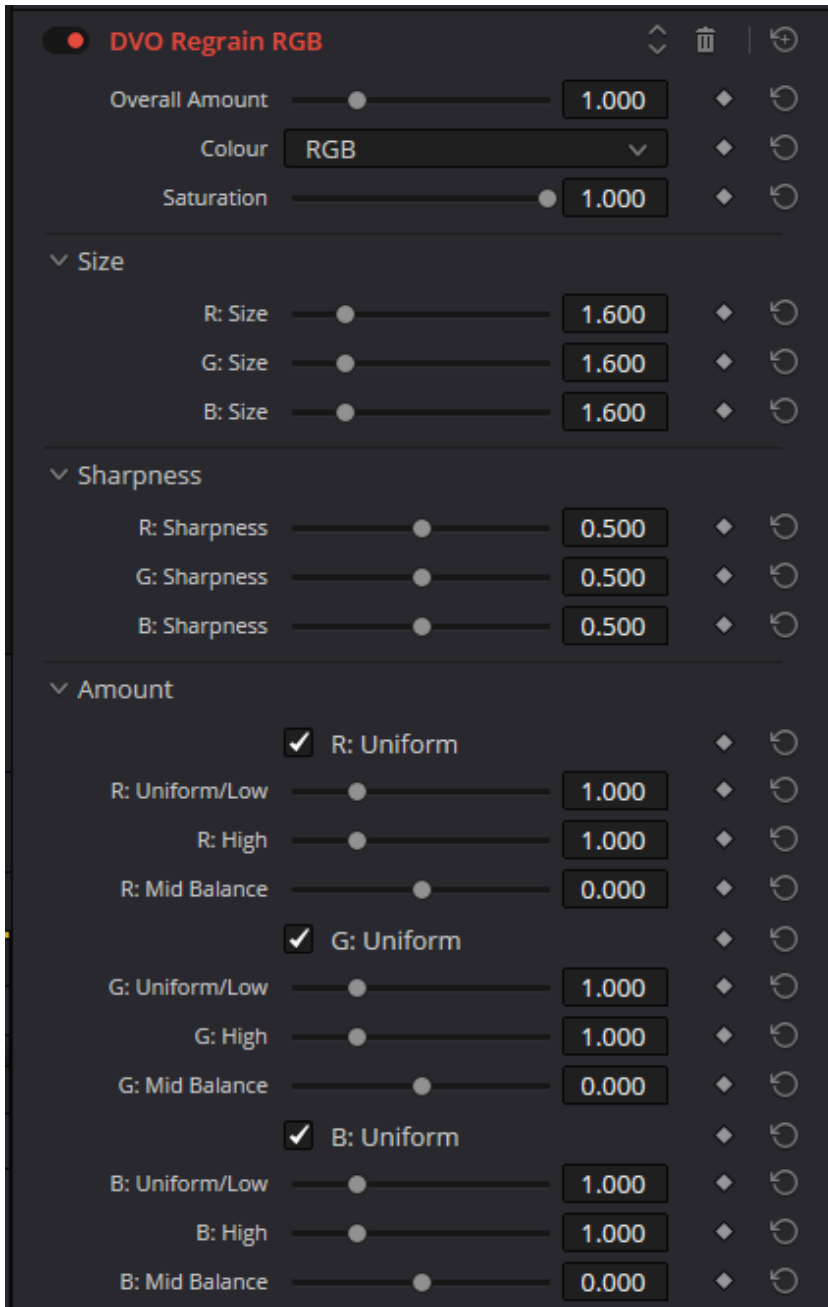 DVO Regrain RGB
Overall Amount 1.000
Colour RGB
Saturation 1.000
Size
R: Size 1.600
G: Size 1.600
B: Size 1.600
Sharpness
R: Sharpness 0.500
G: Sharpness 0.500
B: Sharpness 0.500
Amount
R: Uniform
R: Uniform/Low 1.000
R: High 1.000
R: Mid Balance 0.000
G: Uniform
G: Uniform/Low 1.000
G: High 1.000
G: Mid Balance 0.000
B: Uniform
B: Uniform/Low 1.000
B: High 1.000
B: Mid Balance 0.000